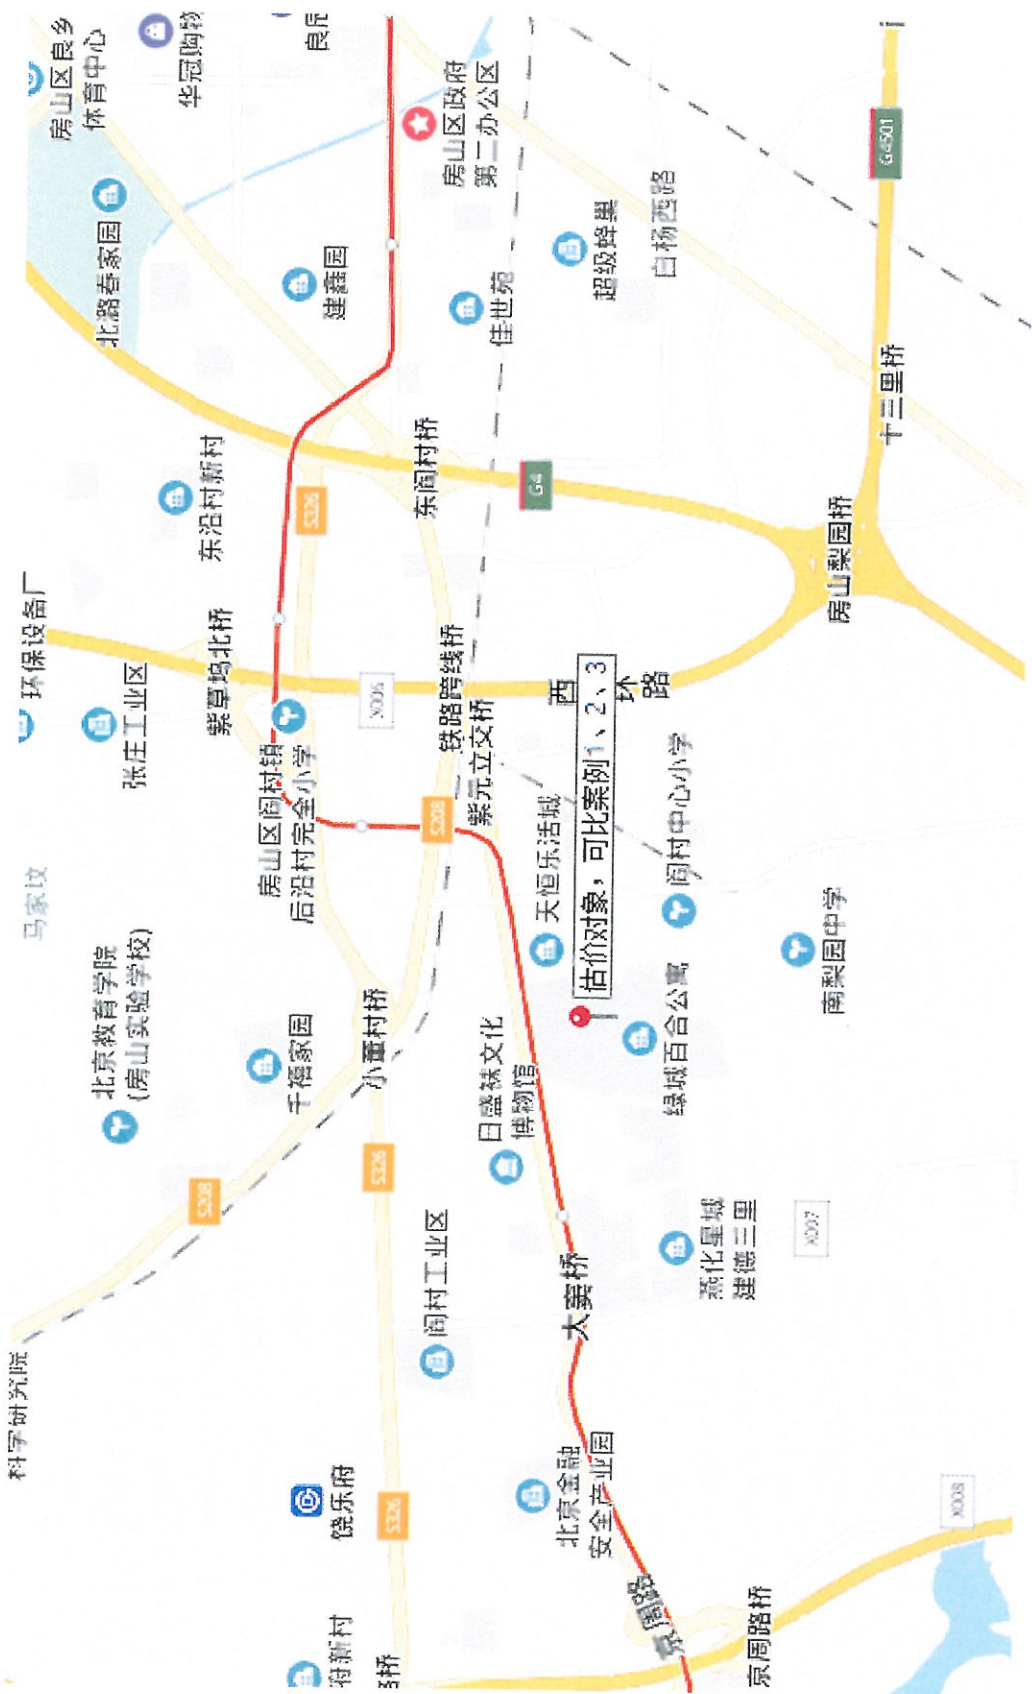 科学研究院
S208
北京教育学院
(房山实验学校)
马家坟
张庄工业区
环保设备厂
紫草坞北桥
东沿村新村
北潞春家园
房山区良乡
体育中心
府新村
饶乐府
S326
阎村工业区
S326
千禧家园
小董村桥
房山区阎村镇
后沿村完全小学
X006
S326
建鑫园
东阎村桥
华冠购物
房山区政府
第二办公区
S208
铁路跨线桥
紫元立交桥
佳世苑
G4
超级蜂巢
白杨西路
京周路
北京金融
安全产业园
大窦桥
日盛袜文化
博物馆
天恒乐活城
估价对象，可比案例1、2、3
西环路
绿城百合公寓
阎村中心小学
燕化星城
建德三里
X007
南梨园中学
房山梨园桥
十三里桥
G4501
京周路桥
X008